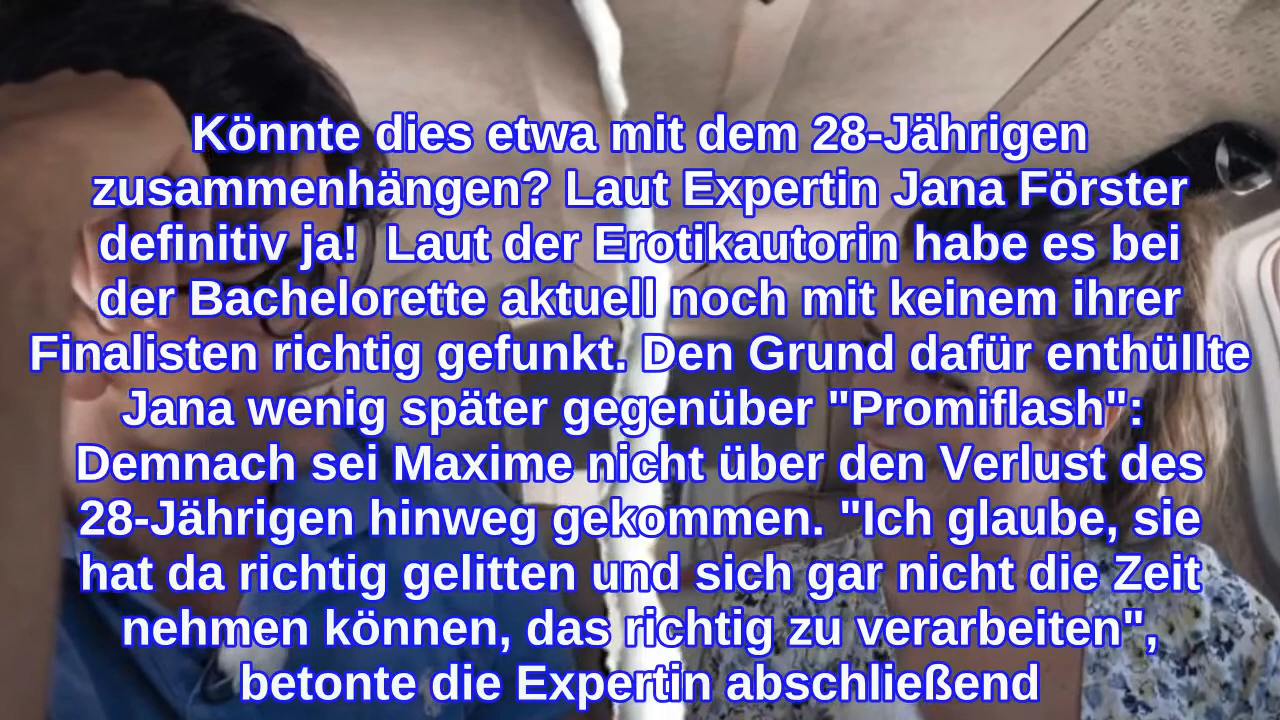 Könnte dies etwa mit dem 28-Jährigen
zusammenhängen? Laut Expertin Jana Förster
definitiv ja!  Laut der Erotikautorin habe es bei
der Bachelorette aktuell noch mit keinem ihrer
Finalisten richtig gefunkt. Den Grund dafür enthüllte
Jana wenig später gegenüber "Promiflash":
Demnach sei Maxime nicht über den Verlust des
28-Jährigen hinweg gekommen. "Ich glaube, sie
hat da richtig gelitten und sich gar nicht die Zeit
nehmen können, das richtig zu verarbeiten",
betonte die Expertin abschließend